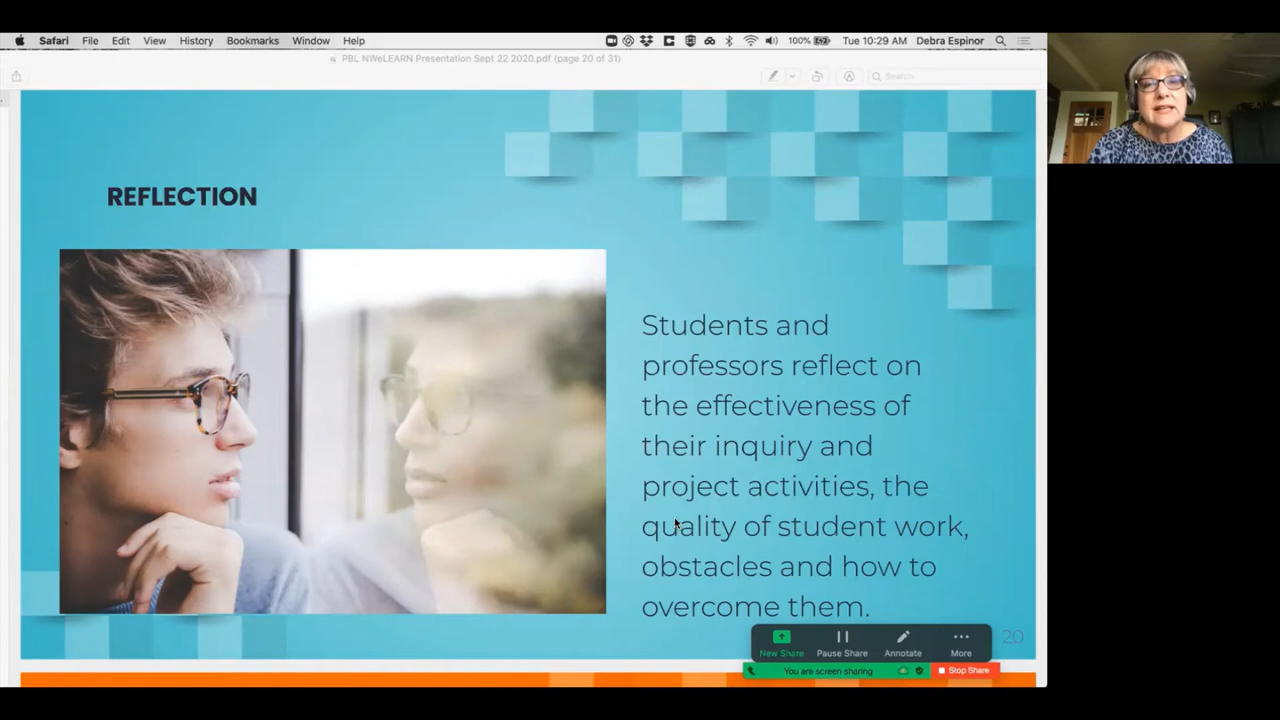 Safari File Edit View History Bookmarks Window Help 100% Tue 10:29 AM Debra Espinor
PBL NWeLEARN Presentation Sept 22 2020.pdf (page 20 of 31)
Search
REFLECTION
Students and
professors reflect on
the effectiveness of
their inquiry and
project activities, the
quality of student work,
obstacles and how to
overcome them.
20
New Share Pause Share Annotate More
You are screen sharing Stop Share